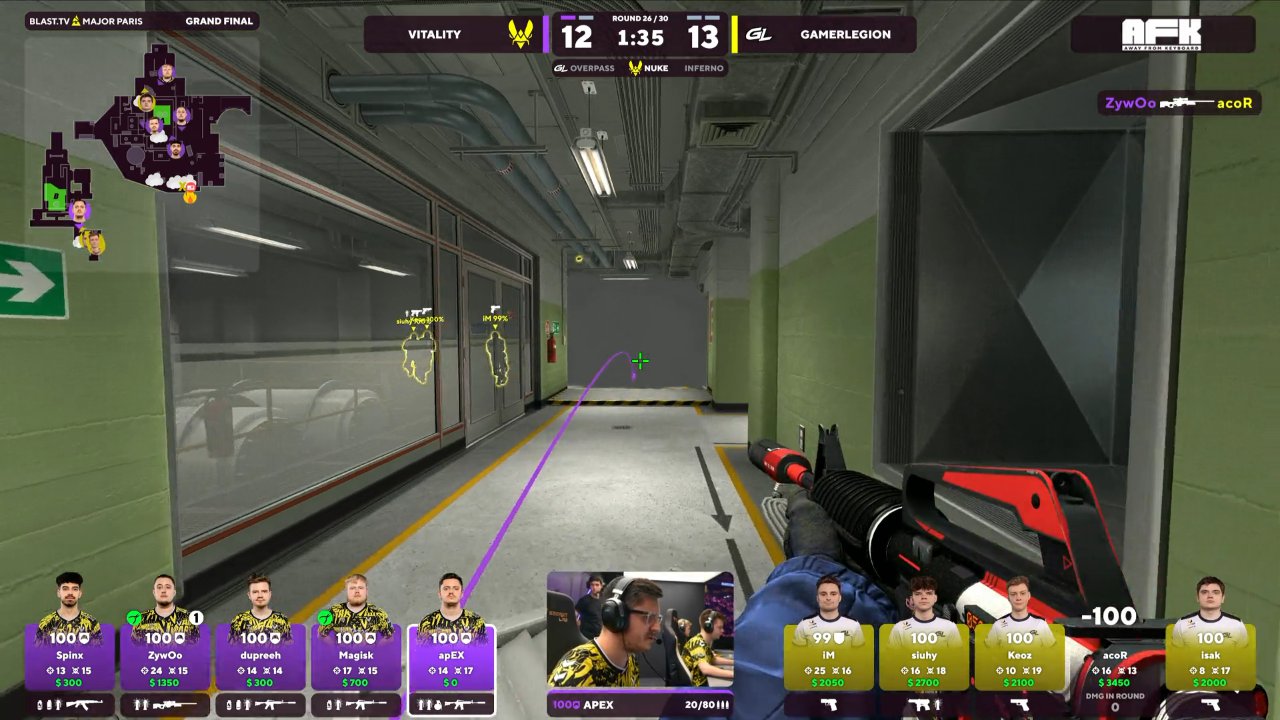 BLAST.TV MAJOR PARIS GRAND FINAL
VITALITY 12 ROUND 26 / 30 1:35 13 GL GAMERLEGION
GL OVERPASS NUKE INFERNO
AFK
AWAY FROM KEYBOARD
ZywOo acoR
iM 99%
100 100 100 100 100
Spinx ZywOo 1 dupreeh Magisk apEX
13 15 24 15 14 14 17 15 14 17
$300 $1350 $300 $700 $0
100 APEX 20/80
99 100 100 -100 100
iM siuhy Keoz acoR isak
25 16 16 18 10 19 16 13 8 17
$2050 $2700 $2100 $3450 $2000
DMG IN ROUND
0